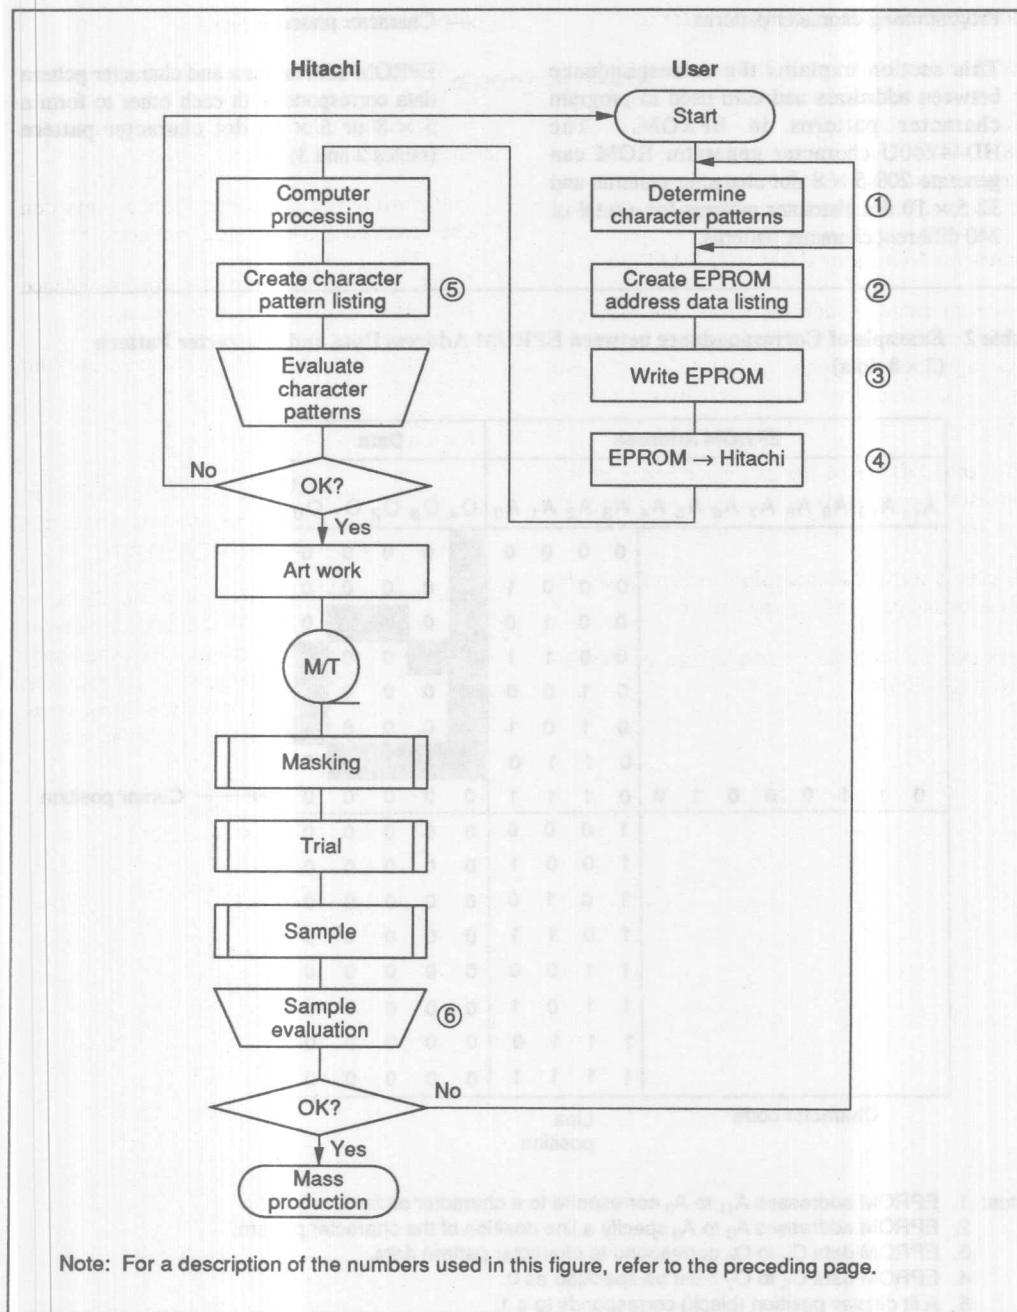 Hitachi
User
Start
Computer
processing
Determine
character patterns
①
Create character
pattern listing
⑤
Create EPROM
address data listing
②
Evaluate
character
patterns
Write EPROM
③
EPROM → Hitachi
④
No
OK?
Yes
Art work
M/T
Masking
Trial
Sample
Sample
evaluation
⑥
OK?
No
Yes
Mass
production
Note: For a description of the numbers used in this figure, refer to the preceding page.